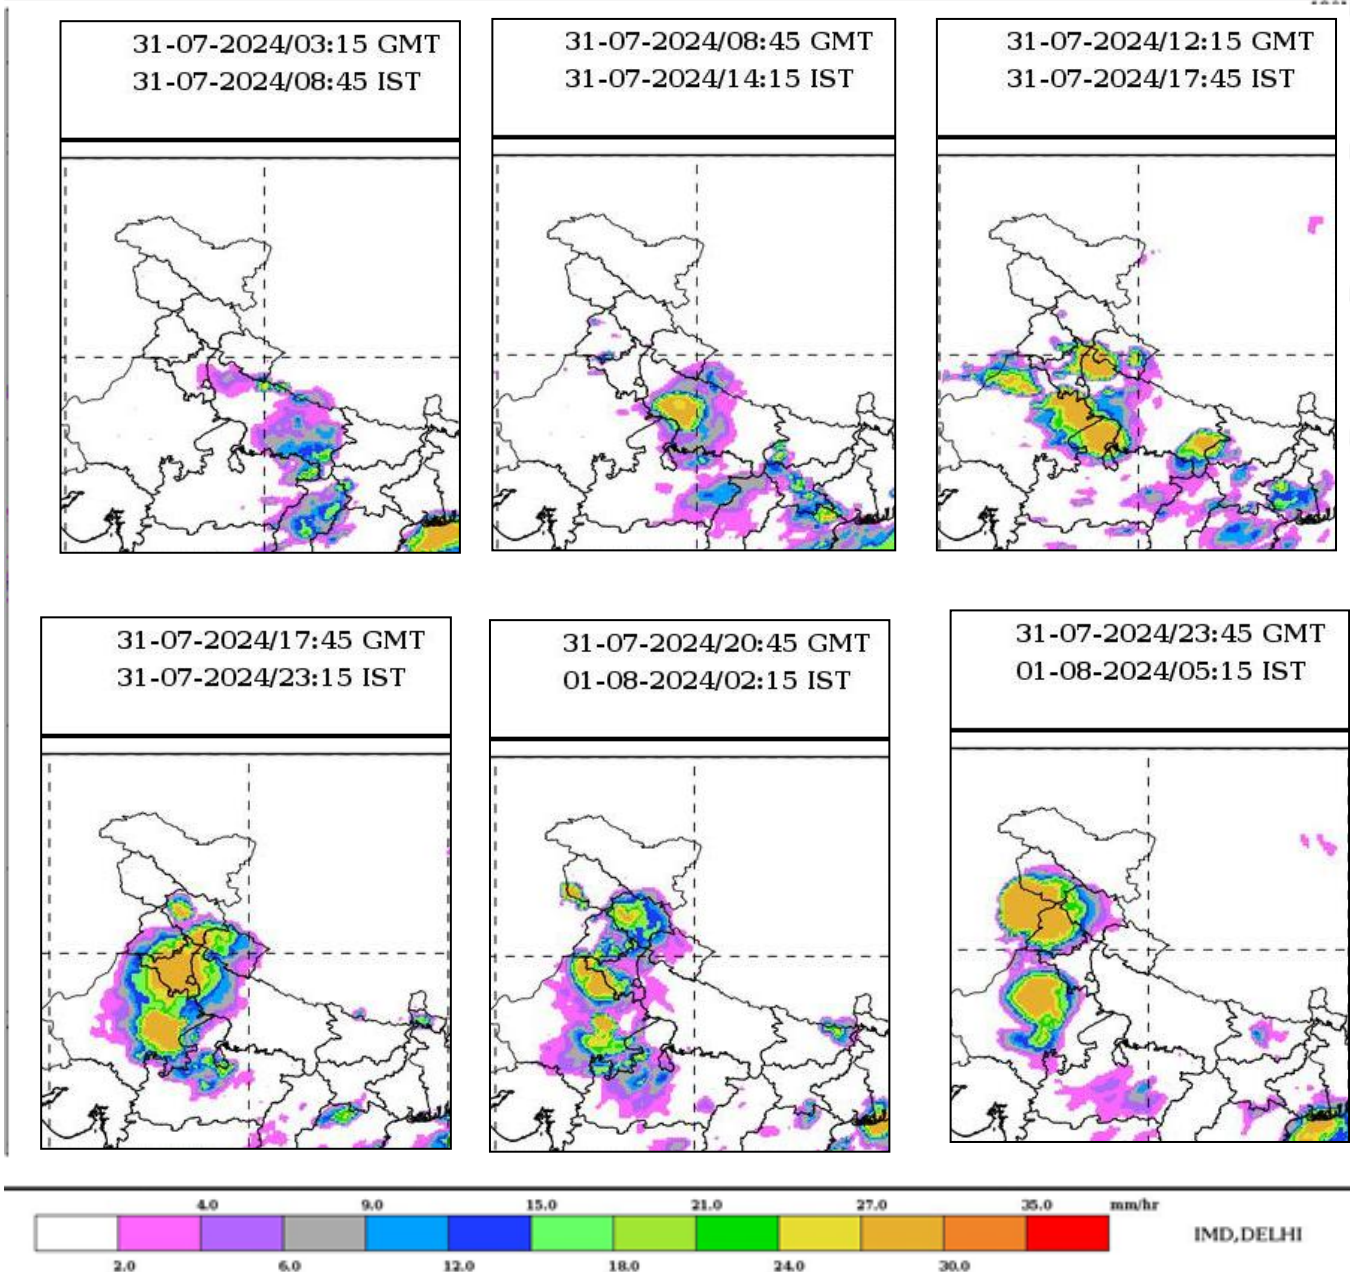 31-07-2024/03:15 GMT
31-07-2024/08:45 IST
31-07-2024/08:45 GMT
31-07-2024/14:15 IST
31-07-2024/12:15 GMT
31-07-2024/17:45 IST
31-07-2024/17:45 GMT
31-07-2024/23:15 IST
31-07-2024/20:45 GMT
01-08-2024/02:15 IST
31-07-2024/23:45 GMT
01-08-2024/05:15 IST
4.0 9.0 15.0 21.0 27.0 35.0 mm/hr
IMD,DELHI
2.0 6.0 12.0 18.0 24.0 30.0